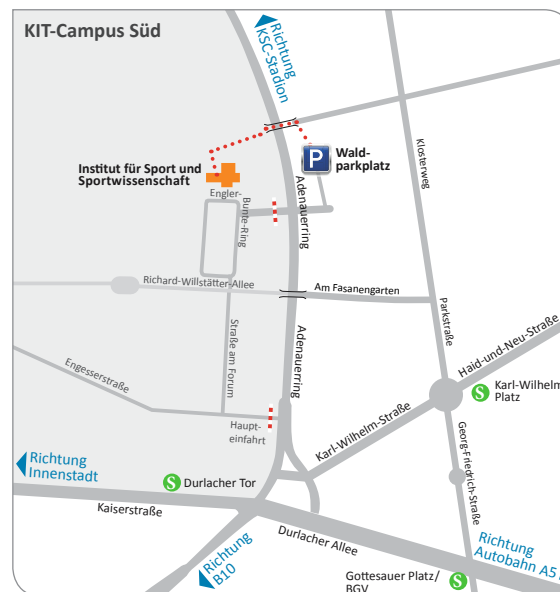 KIT-Campus Süd
Richtung
KSC-Stadion
Klosterweg
Institut für Sport und
Sportwissenschaft
P
Wald-
parkplatz
Engler-
Bunte-Ring
Adenauerring
Richard-Willstätter-Allee
Am Fasanengarten
Parkstraße
Straße am Forum
Adenauerring
Haid-und-Neu-Straße
Engesserstraße
S
Karl-Wilhelm
Platz
Karl-Wilhelm-Straße
Haupt-
einfahrt
Georg-Friedrich-Straße
Richtung
Innenstadt
S
Durlacher Tor
Kaiserstraße
Durlacher Allee
Richtung
Autobahn A5
Richtung
B10
Gottesauer Platz/
BGV
S